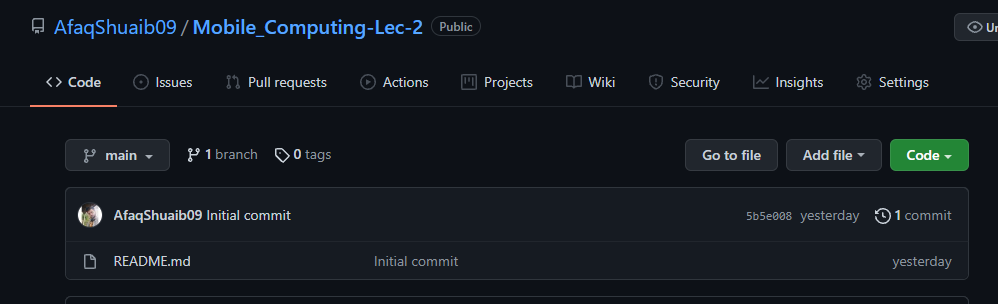 AfaqShuaib09 / Mobile_Computing-Lec-2 Public
Code Issues Pull requests Actions Projects Wiki Security Insights Settings
main 1 branch 0 tags Go to file Add file Code
AfaqShuaib09 Initial commit 5b5e008 yesterday 1 commit
README.md Initial commit yesterday